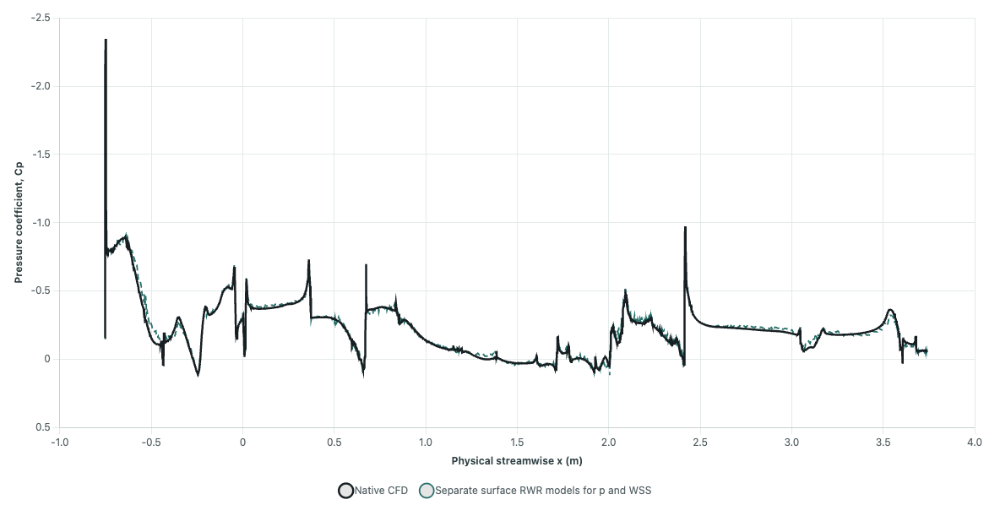 -2.5
-2.0
-1.5
-1.0
-0.5
0
0.5
Pressure coefficient, Cp
-1.0 -0.5 0 0.5 1.0 1.5 2.0 2.5 3.0 3.5 4.0
Physical streamwise x (m)
Native CFD Separate surface RWR models for p and WSS